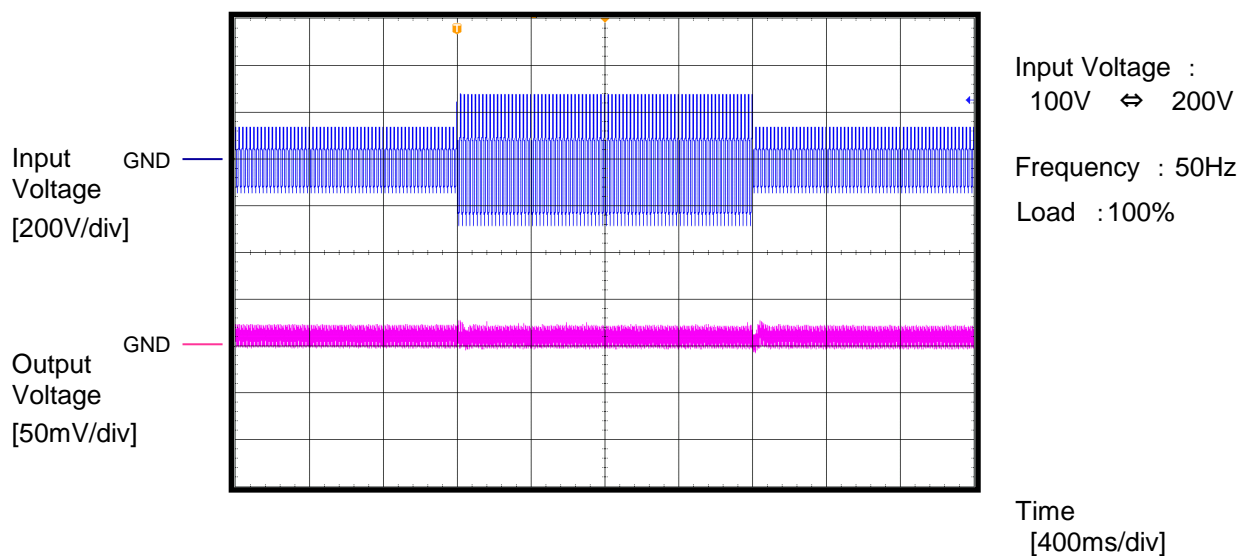 T
Input Voltage :
100V ⇔ 200V
Input
Voltage
[200V/div]
GND
Frequency : 50Hz
Load :100%
GND
Output
Voltage
[50mV/div]
Time
[400ms/div]